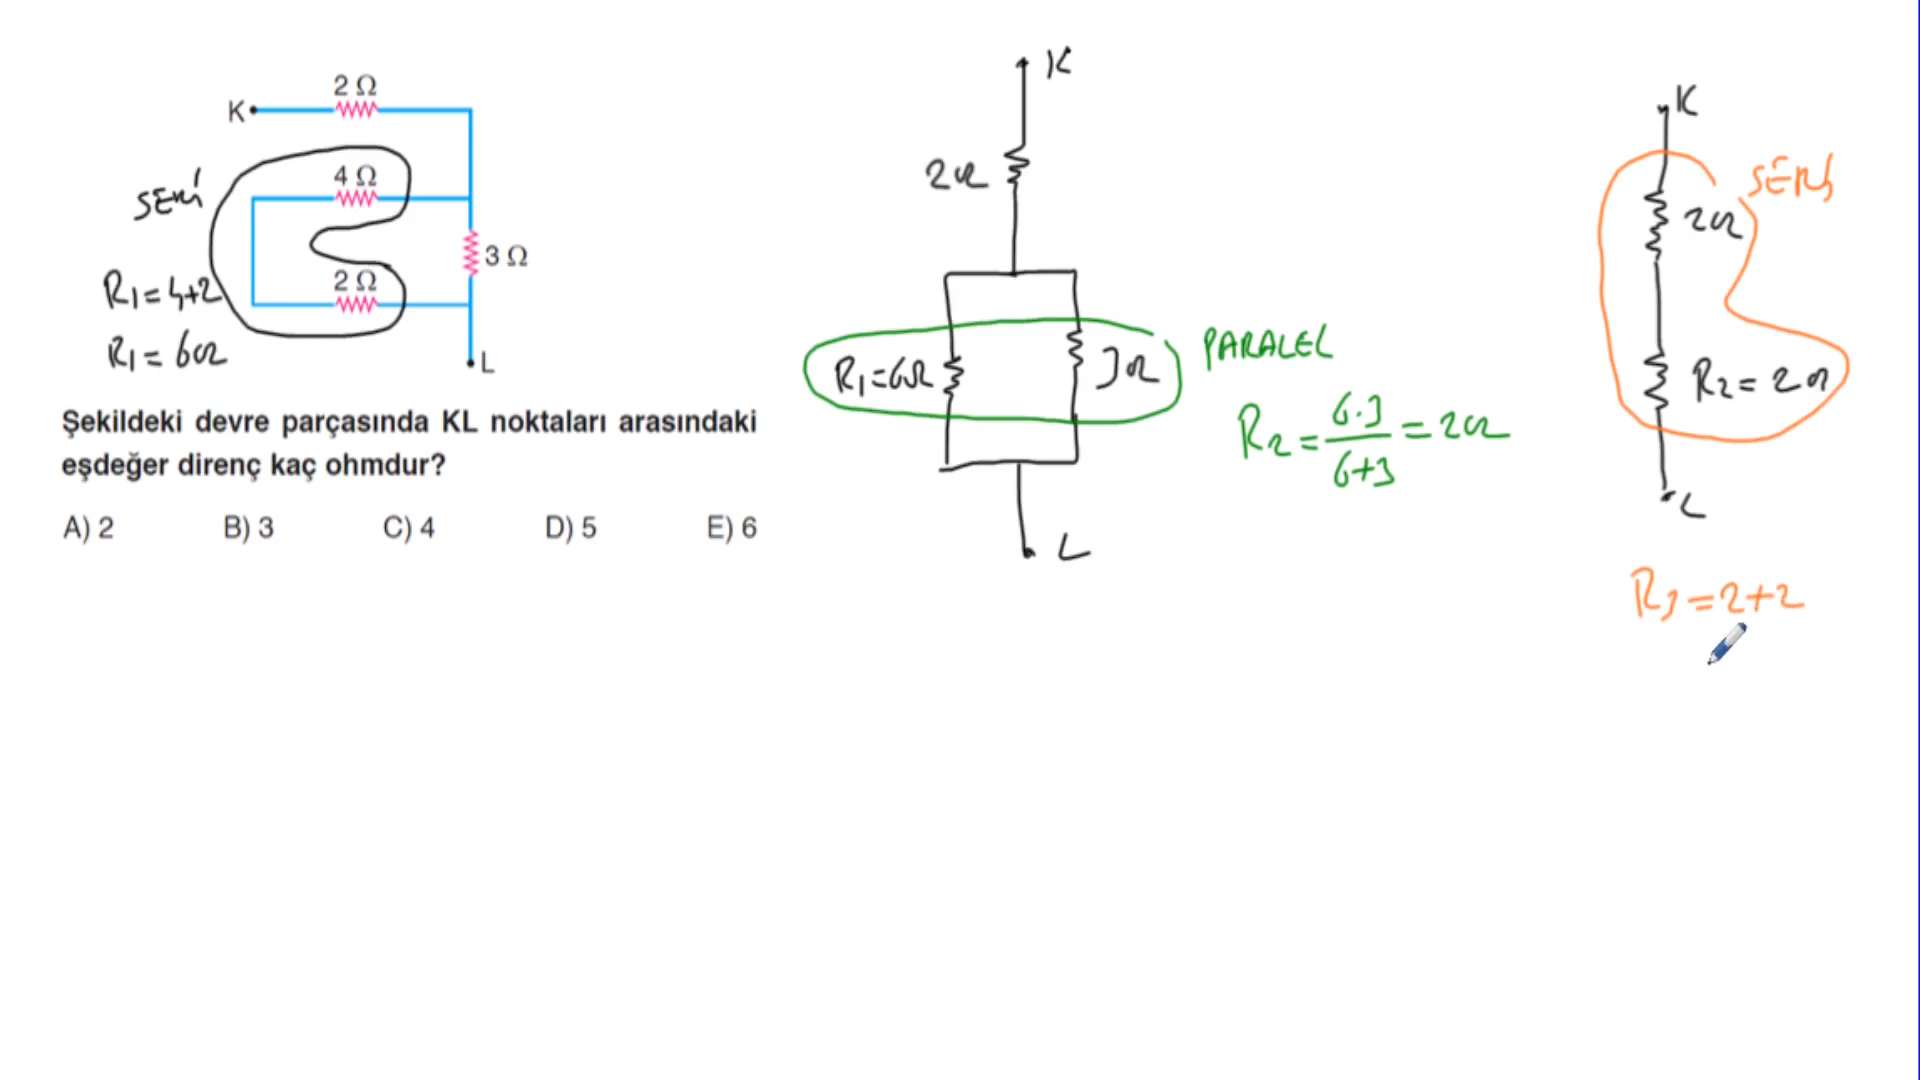 2 Ω
K
4 Ω
SERİ
3 Ω
2 Ω
R1 = 4+2
R1 = 6Ω
L
Şekildeki devre parçasında KL noktaları arasındaki
eşdeğer direnç kaç ohmdur?
A) 2 B) 3 C) 4 D) 5 E) 6
K
2Ω
R1=6Ω
3Ω
PARALEL
R2 = 6.3 / 6+3 = 2Ω
L
K
SERİ
2Ω
R2 = 2Ω
L
R3 = 2+2